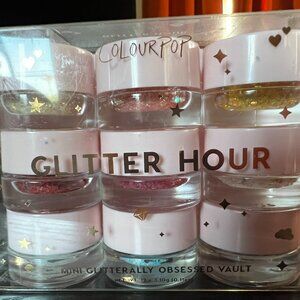 COLOURPOP
GLITTER HOUR
MINI GLITTERALLY OBSESSED VAULT